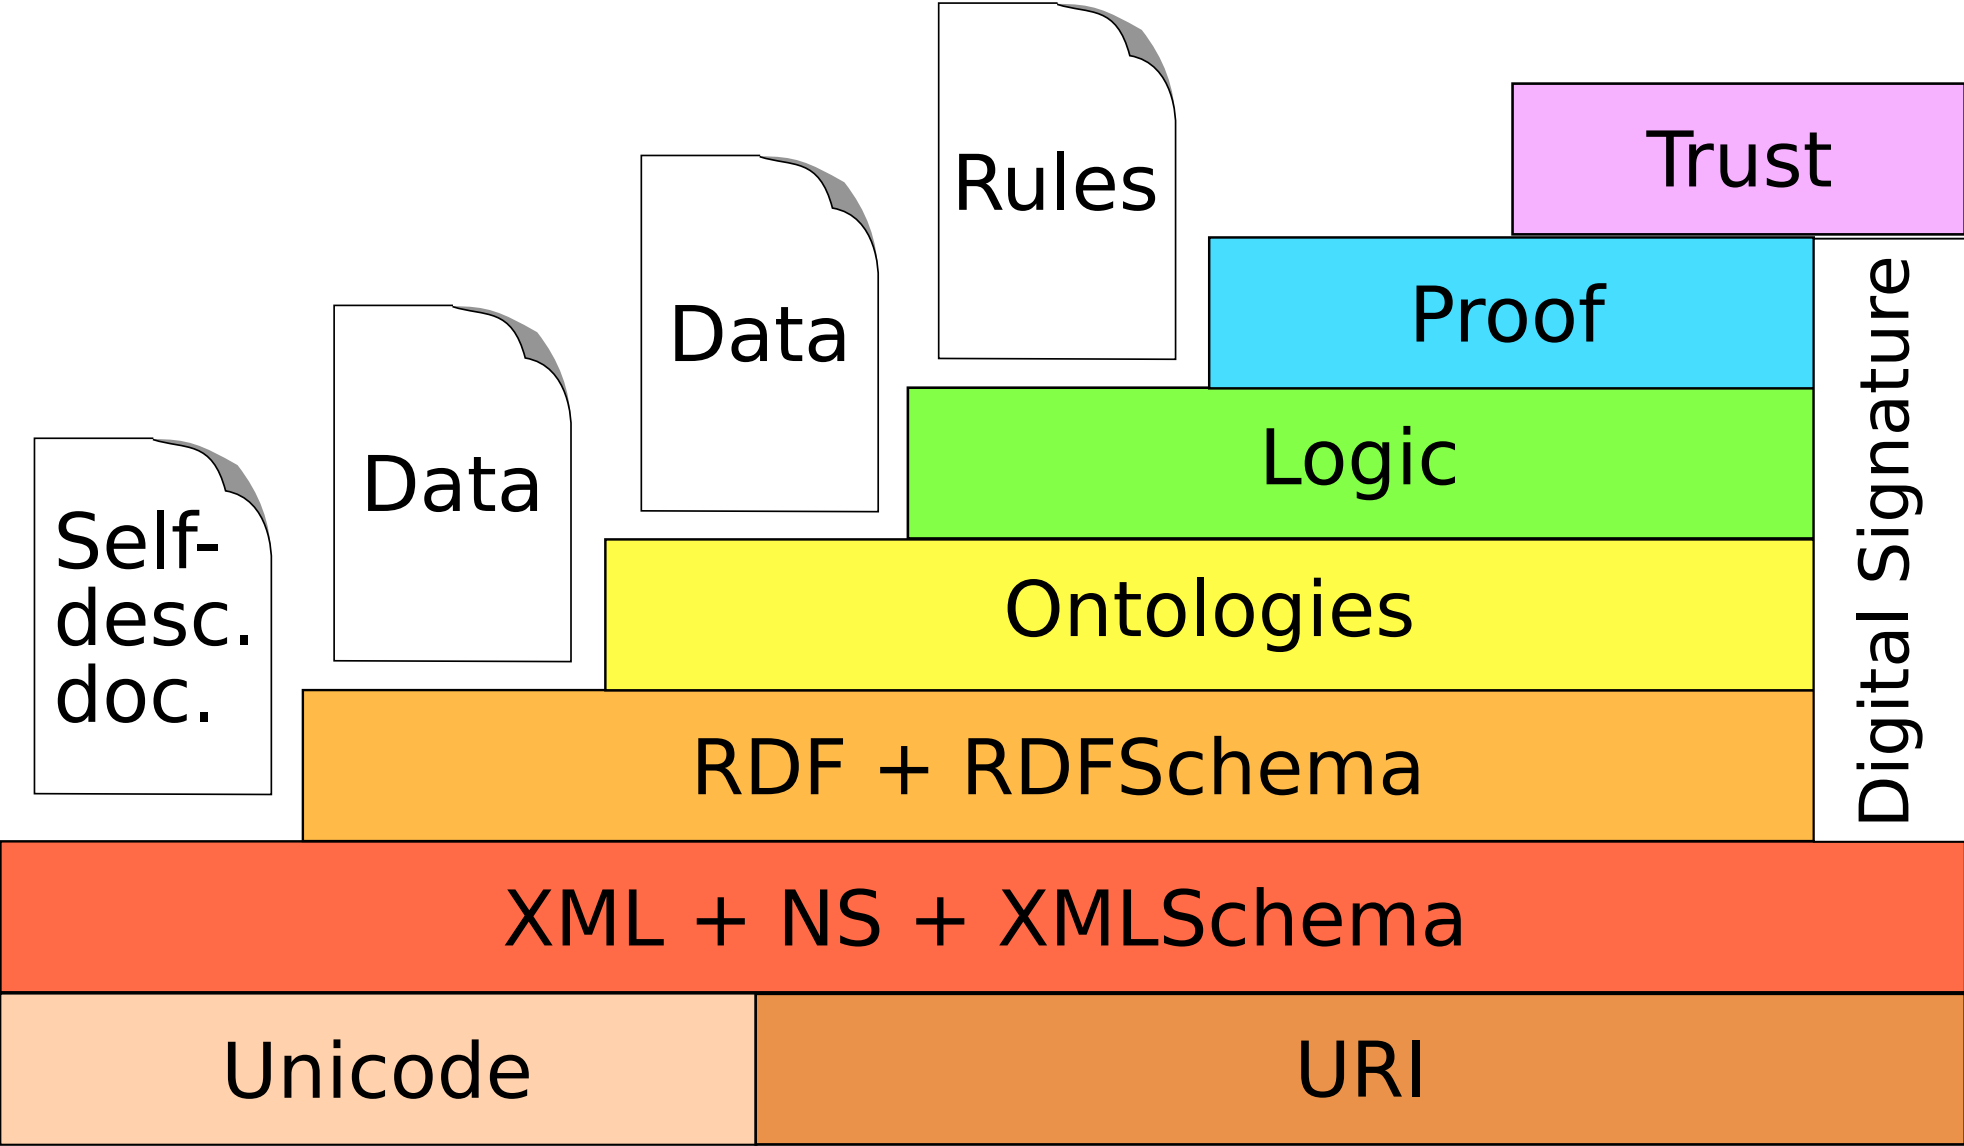 Rules
Trust
Data
Proof
Data
Logic
Self-
desc.
doc.
Ontologies
Digital Signature
RDF + RDFSchema
XML + NS + XMLSchema
Unicode
URI